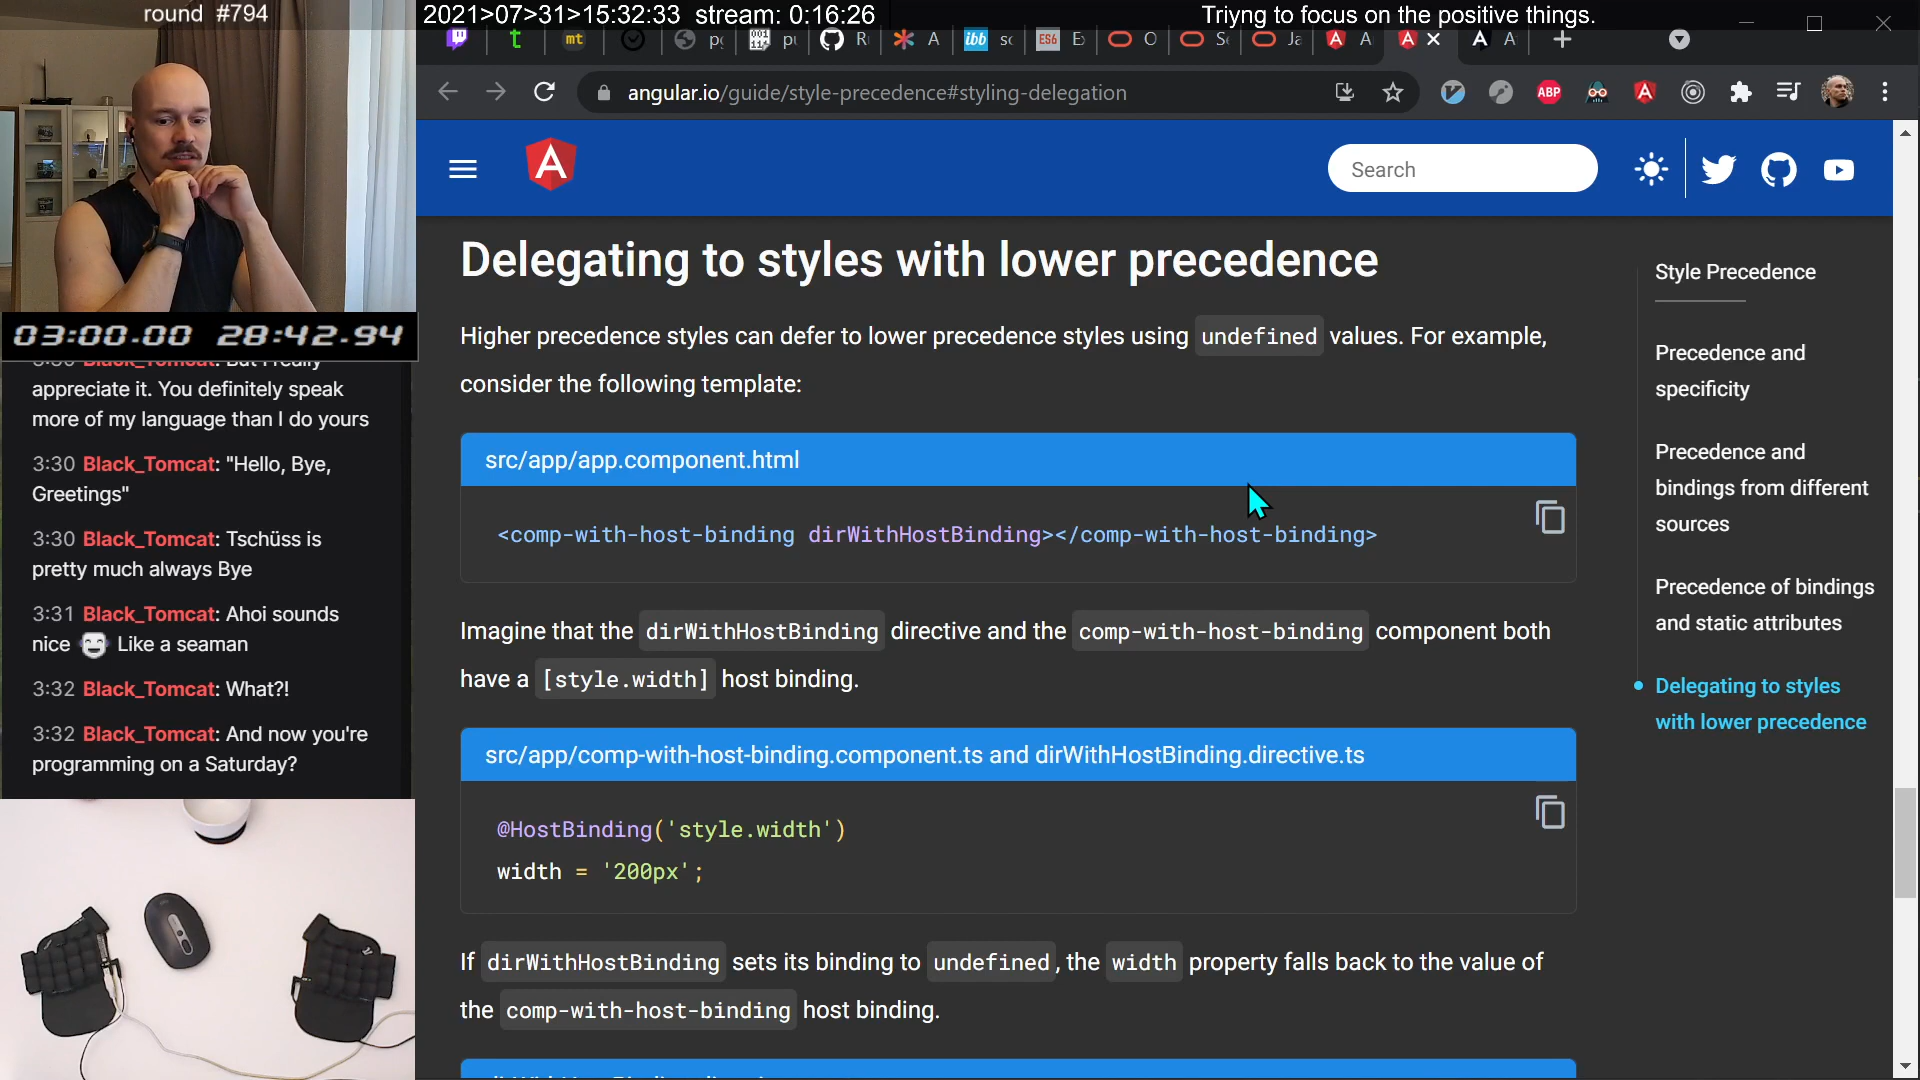 round #794
2021>07>31>15:32:33 stream: 0:16:26
Triyng to focus on the positive things.
angular.io/guide/style-precedence#styling-delegation
ABP
Search
03:00.00 28:42.94
appreciate it. You definitely speak
more of my language than I do yours
3:30 Black_Tomcat: "Hello, Bye,
Greetings"
3:30 Black_Tomcat: Tschüss is
pretty much always Bye
3:31 Black_Tomcat: Ahoi sounds
nice Like a seaman
3:32 Black_Tomcat: What?!
3:32 Black_Tomcat: And now you're
programming on a Saturday?
Delegating to styles with lower precedence
Higher precedence styles can defer to lower precedence styles using undefined values. For example,
consider the following template:
src/app/app.component.html
<comp-with-host-binding dirWithHostBinding></comp-with-host-binding>
Imagine that the dirWithHostBinding directive and the comp-with-host-binding component both
have a [style.width] host binding.
src/app/comp-with-host-binding.component.ts and dirWithHostBinding.directive.ts
@HostBinding('style.width')
width = '200px';
If dirWithHostBinding sets its binding to undefined, the width property falls back to the value of
the comp-with-host-binding host binding.
Style Precedence
Precedence and
specificity
Precedence and
bindings from different
sources
Precedence of bindings
and static attributes
Delegating to styles
with lower precedence